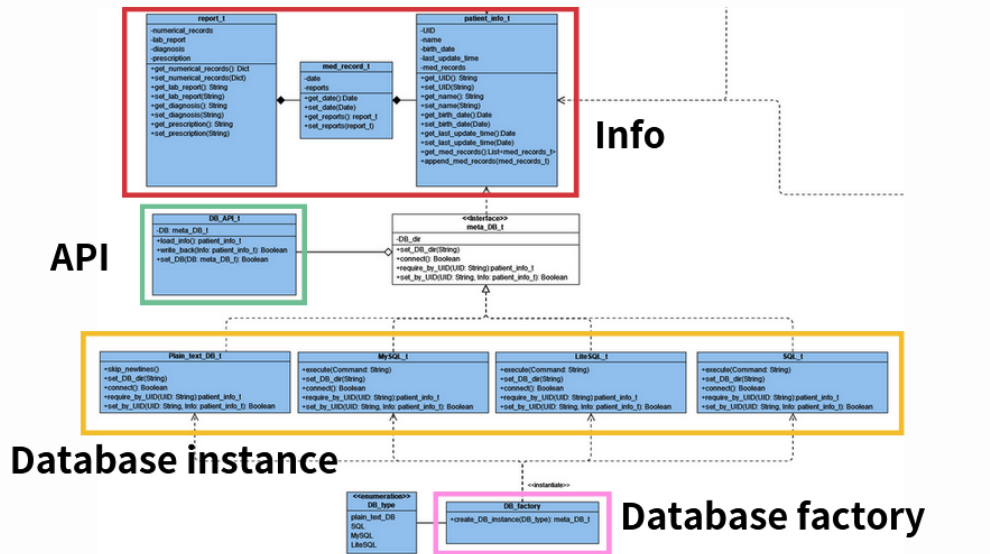 report_t
-numerical_records
-lab_report
-diagnosis
-prescription
+get_numerical_records(): Dict
+set_numerical_records(Dict)
+get_lab_report(): String
+set_lab_report(String)
+get_diagnosis(): String
+set_diagnosis(String)
+get_prescription(): String
+set_prescription(String)
med_record_t
-date
-reports
+get_date():Date
+set_date(Date)
+get_reports(): report_t
+set_reports(report_t)
patient_info_t
-UID
-name
-birth_date
-last_update_time
-med_records
+get_UID(): String
+set_UID(String)
+get_name(): String
+set_name(String)
+get_birth_date():Date
+set_birth_date(Date)
+get_last_update_time():Date
+set_last_update_time(Date)
+get_med_records():List<med_records_t>
+append_med_records(med_records_t)
Info
API
DB_API_t
-DB: meta_DB_t
+load_info(): patient_info_t
+write_back(Info: patient_info_t): Boolean
+set_DB(DB: meta_DB_t): Boolean
<<Interface>>
meta_DB_t
-DB_dir
+set_DB_dir(String)
+connect(): Boolean
+require_by_UID(UID: String):patient_info_t
+set_by_UID(UID: String, Info: patient_info_t): Boolean
Plain_text_DB_t
+skip_newlines()
+set_DB_dir(String)
+connect(): Boolean
+require_by_UID(UID: String):patient_info_t
+set_by_UID(UID: String, Info: patient_info_t): Boolean
MySQL_t
+execute(Command: String)
+set_DB_dir(String)
+connect(): Boolean
+require_by_UID(UID: String):patient_info_t
+set_by_UID(UID: String, Info: patient_info_t): Boolean
LiteSQL_t
+execute(Command: String)
+set_DB_dir(String)
+connect(): Boolean
+require_by_UID(UID: String):patient_info_t
+set_by_UID(UID: String, Info: patient_info_t): Boolean
SQL_t
+execute(Command: String)
+set_DB_dir(String)
+connect(): Boolean
+require_by_UID(UID: String):patient_info_t
+set_by_UID(UID: String, Info: patient_info_t): Boolean
Database instance
<<instantiate>>
<<enumeration>>
DB_type
plain_text_DB
SQL
MySQL
LiteSQL
DB_factory
+create_DB_instance(DB_type): meta_DB_t
Database factory